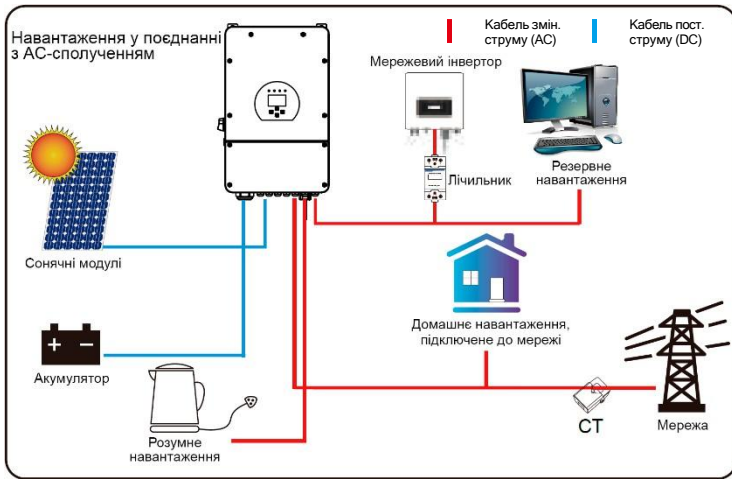 Навантаження у поєднанні
з АС-сполученням
Кабель змін.
струму (AC)
Кабель пост.
струму (DC)
Мережевий інвертор
Лічильник
Резервне
навантаження
Сонячні модулі
Домашнє навантаження,
підключене до мережі
Акумулятор
Розумне
навантаження
CT
Мережа